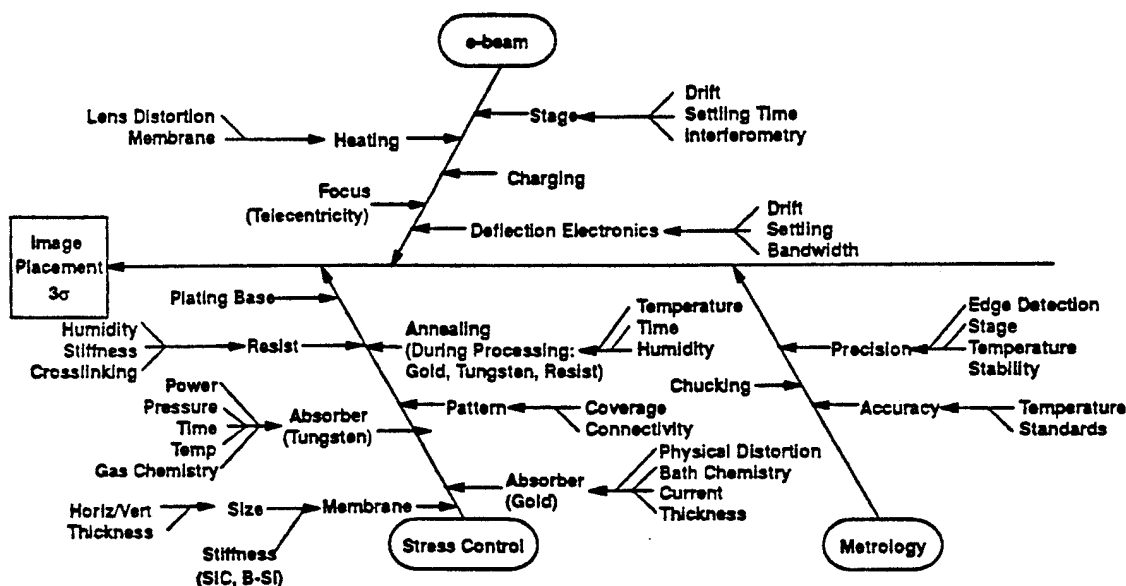 e-beam
Drift
Settling Time
Interferometry
Stage
Lens Distortion
Membrane
Heating
Charging
Focus
(Telecentricity)
Deflection Electronics
Drift
Settling
Bandwidth
Image
Placement
3σ
Plating Base
Humidity
Stiffness
Crosslinking
Resist
Annealing
(During Processing:
Gold, Tungsten, Resist)
Temperature
Time
Humidity
Edge Detection
Stage
Temperature
Stability
Precision
Chucking
Accuracy
Temperature
Standards
Power
Pressure
Time
Temp
Gas Chemistry
Absorber
(Tungsten)
Pattern
Coverage
Connectivity
Physical Distortion
Bath Chemistry
Current
Thickness
Absorber
(Gold)
Horiz/Vert
Thickness
Size
Membrane
Stiffness
(SIC, B-SI)
Stress Control
Metrology